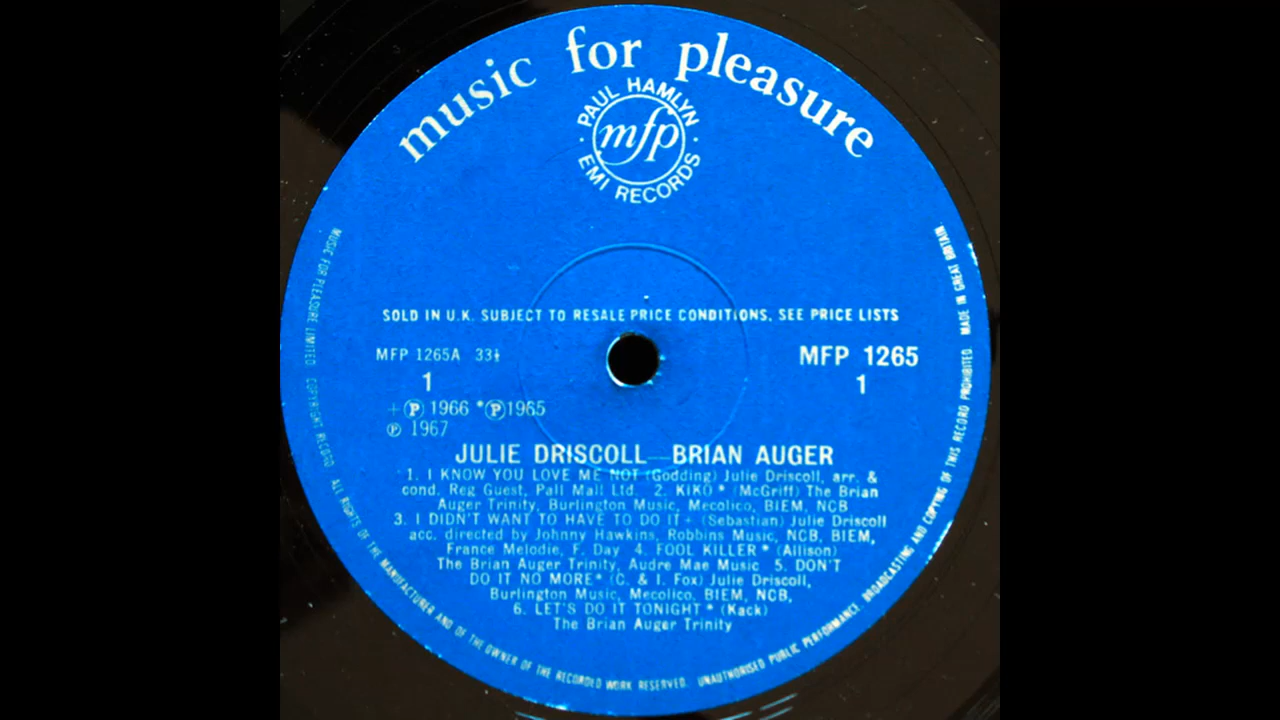 music for pleasure
PAUL HAMLYN
mfp
EMI RECORDS
SOLD IN U.K. SUBJECT TO RESALE PRICE CONDITIONS, SEE PRICE LISTS
MFP 1265A 33⅓
MFP 1265
1
1
+ ℗ 1966 * ℗ 1965
℗ 1967
JULIE DRISCOLL—BRIAN AUGER
1. I KNOW YOU LOVE ME NOT (Godding) Julie Driscoll, arr. &
cond. Reg Guest, Pall Mall Ltd. 2. KIKO * (McGriff) The Brian
Auger Trinity, Burlington Music, Mecolico, BIEM, NCB
3. I DIDN'T WANT TO HAVE TO DO IT + (Sebastian) Julie Driscoll
acc. directed by Johnny Hawkins, Robbins Music, NCB, BIEM,
France Melodie, F. Day 4. FOOL KILLER * (Allison)
The Brian Auger Trinity, Audre Mae Music 5. DON'T
DO IT NO MORE* (C. & I. Fox) Julie Driscoll,
Burlington Music, Mecolico, BIEM, NCB,
6. LET'S DO IT TONIGHT * (Kack)
The Brian Auger Trinity
MUSIC FOR PLEASURE LIMITED. COPYRIGHT RECORD. ALL RIGHTS OF THE MANUFACTURER AND OF THE OWNER OF THE RECORDED WORK RESERVED. UNAUTHORISED PUBLIC PERFORMANCE, BROADCASTING AND COPYING OF THIS RECORD PROHIBITED. MADE IN GREAT BRITAIN.